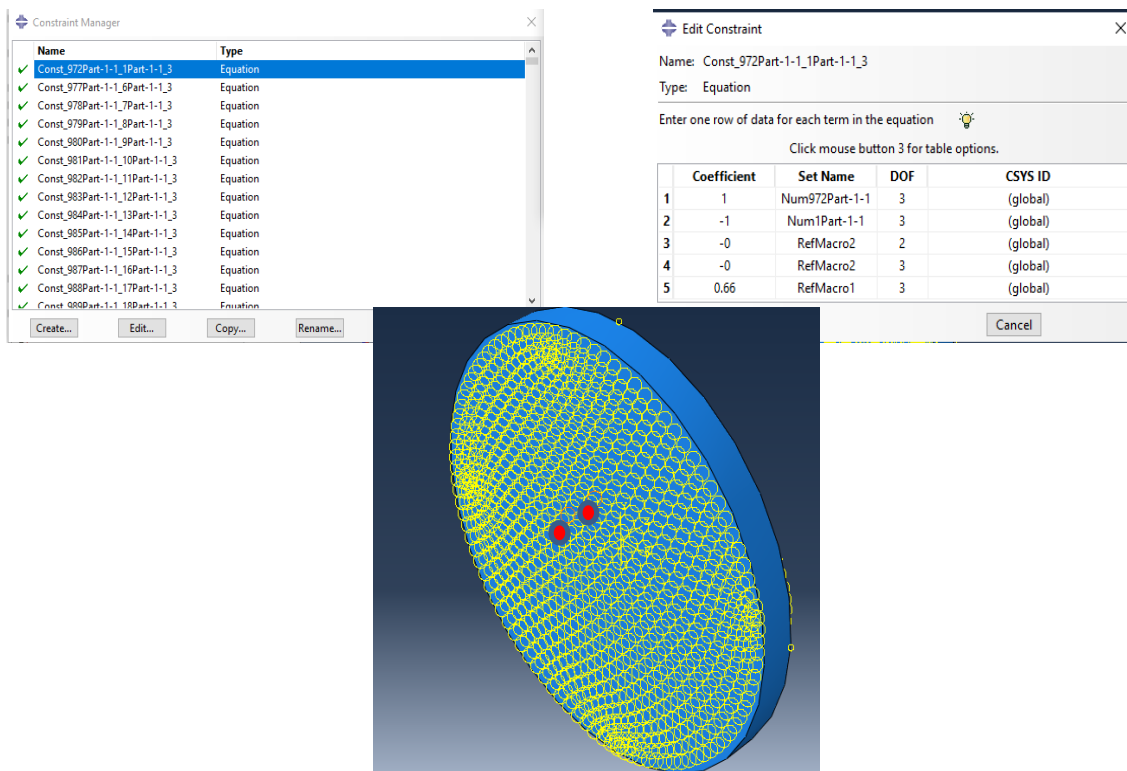 Constraint Manager
Name Type
Const_972Part-1-1_1Part-1-1_3 Equation
Const_977Part-1-1_6Part-1-1_3 Equation
Const_978Part-1-1_7Part-1-1_3 Equation
Const_979Part-1-1_8Part-1-1_3 Equation
Const_980Part-1-1_9Part-1-1_3 Equation
Const_981Part-1-1_10Part-1-1_3 Equation
Const_982Part-1-1_11Part-1-1_3 Equation
Const_983Part-1-1_12Part-1-1_3 Equation
Const_984Part-1-1_13Part-1-1_3 Equation
Const_985Part-1-1_14Part-1-1_3 Equation
Const_986Part-1-1_15Part-1-1_3 Equation
Const_987Part-1-1_16Part-1-1_3 Equation
Const_988Part-1-1_17Part-1-1_3 Equation
Const_989Part-1-1_18Part-1-1_3 Equation
Create... Edit... Copy... Rename...
Edit Constraint
Name: Const_972Part-1-1_1Part-1-1_3
Type: Equation
Enter one row of data for each term in the equation
Click mouse button 3 for table options.
Coefficient Set Name DOF CSYS ID
1 1 Num972Part-1-1 3 (global)
2 -1 Num1Part-1-1 3 (global)
3 -0 RefMacro2 2 (global)
4 -0 RefMacro2 3 (global)
5 0.66 RefMacro1 3 (global)
Cancel